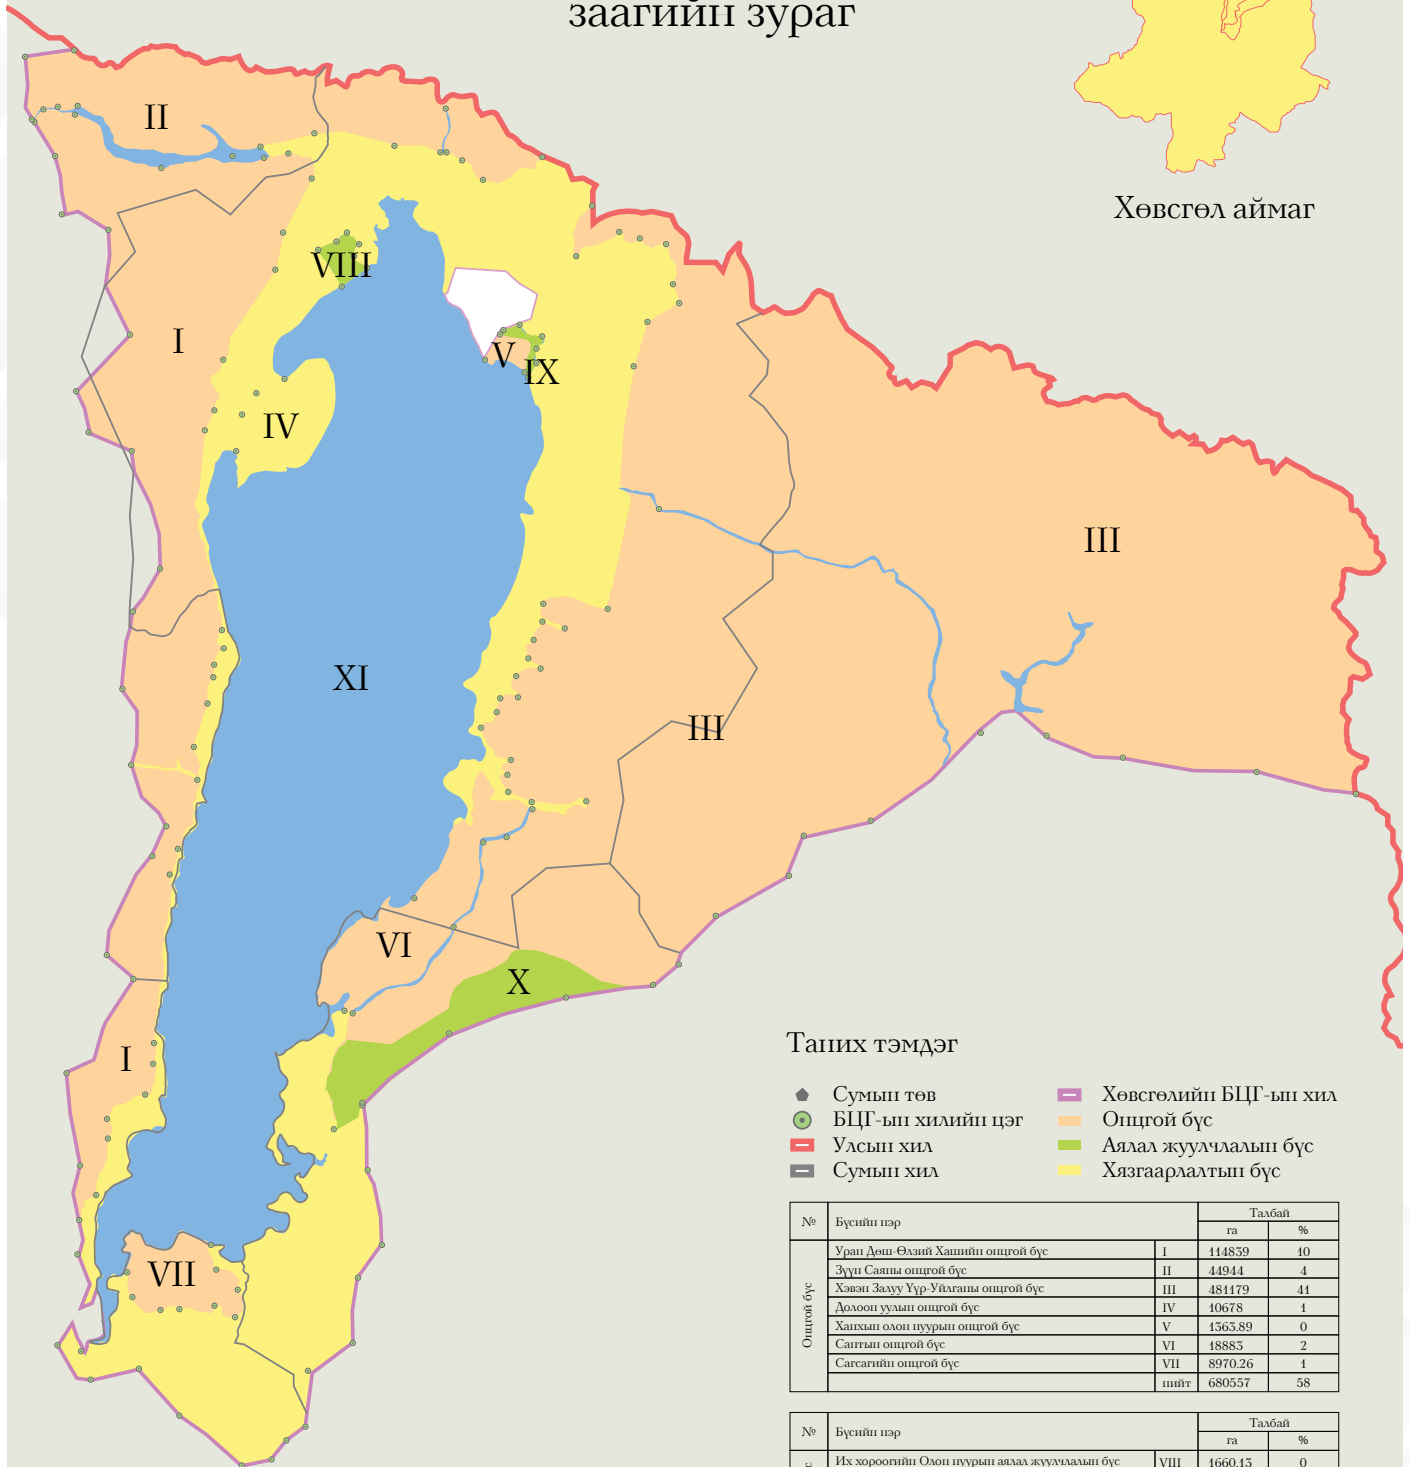 заагийн зураг
Хөвсгөл аймаг
II
VIII
I
V
IX
IV
III
XI
III
VI
X
I
VII
Таних тэмдэг
Сумын төв
БЦГ-ын хилийн цэг
Улсын хил
Сумын хил
Хөвсгөлийн БЦГ-ын хил
Онцгой бүс
Аялал жуулчлалын бүс
Хязгаарлалтын бүс
№ Бүсийн нэр Талбай
га %
Онцгой бүс
Уран Дөш-Өлзий Хашийн онцгой бүс I 114839 10
Зүүн Саяны онцгой бүс II 44944 4
Хэвэн Залуу Үүр-Уйлганы онцгой бүс III 481179 41
Долоон уулын онцгой бүс IV 10678 1
Ханхын олон нуурын онцгой бүс V 1363.89 0
Сантын онцгой бүс VI 18883 2
Сагсагийн онцгой бүс VII 8970.26 1
нийт 680557 58
№ Бүсийн нэр Талбай
га %
Их хороогийн Олон нуурын аялал жуулчлалын бүс VIII 1660.13 0